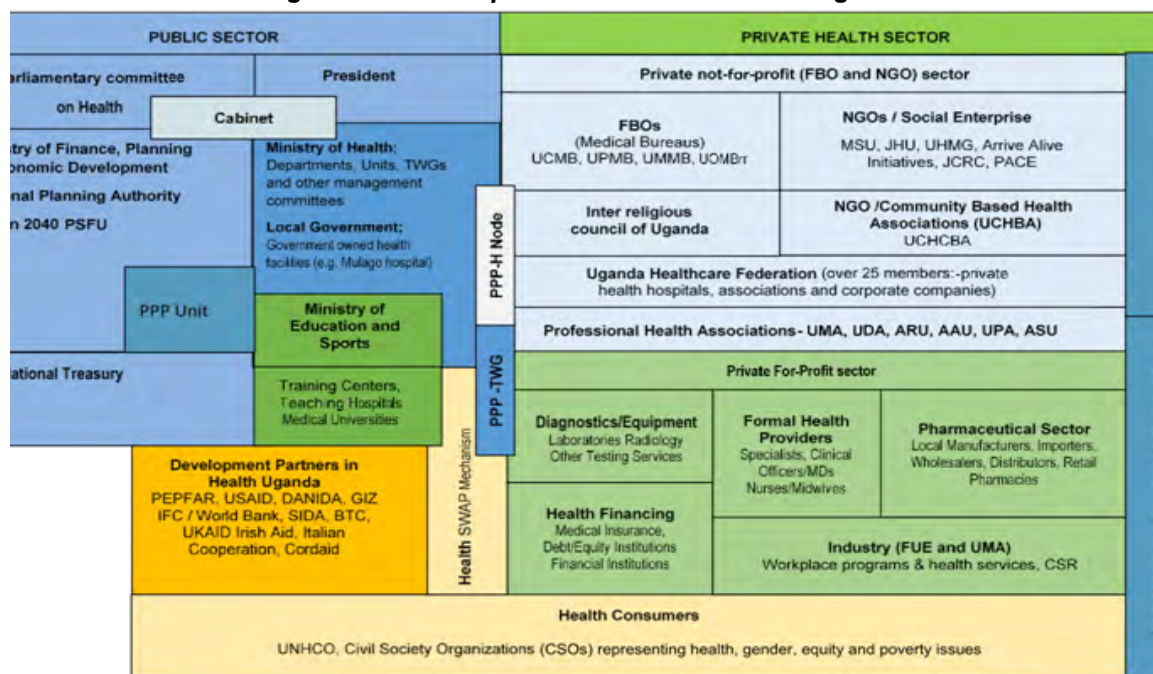 PUBLIC SECTOR
PRIVATE HEALTH SECTOR
arliamentary committee
on Health
President
Cabinet
stry of Finance, Planning
onomic Development
onal Planning Authority
n 2040 PSFU
Ministry of Health;
Departments, Units, TWGs
and other management
committees
Local Government;
Government owned health
facilities (e.g. Mulago hospital)
PPP Unit
Ministry of
Education and
Sports
ational Treasury
Training Centers,
Teaching Hospitals
Medical Universities
Development Partners in
Health Uganda
PEPFAR, USAID, DANIDA, GIZ
IFC / World Bank, SIDA, BTC,
UKAID Irish Aid, Italian
Cooperation, Cordaid
PPP-H Node
PPP -TWG
Health SWAP Mechanism
Private not-for-profit (FBO and NGO) sector
FBOs
(Medical Bureaus)
UCMB, UPMB, UMMB,
NGOs / Social Enterprise
MSU, JHU, UHMG, Arrive Alive
Initiatives, JCRC, PACE
Inter religious
council of Uganda
NGO /Community Based Health
Associations (UCHBA)
UCHCBA
Uganda Healthcare Federation (over 25 members:-private
health hospitals, associations and corporate companies)
Professional Health Associations- UMA, UDA, ARU, AAU, UPA, ASU
Private For-Profit sector
Diagnostics/Equipment
Laboratories Radiology
Other Testing Services
Formal Health
Providers
Specialists, Clinical
Officers/MDs
Nurses/Midwives
Pharmaceutical Sector
Local Manufacturers, Importers,
Wholesalers, Distributors, Retail
Pharmacies
Health Financing
Medical Insurance,
Debt/Equity Institutions
Financial Institutions
Industry (FUE and UMA)
Workplace programs & health services, CSR
Health Consumers
UNHCO, Civil Society Organizations (CSOs) representing health, gender, equity and poverty issues